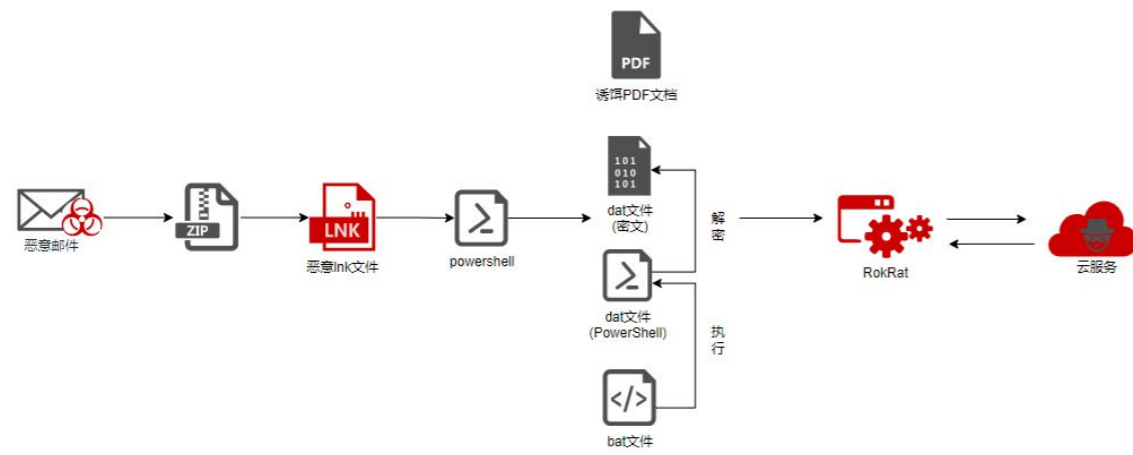 PDF
诱饵PDF文档
101
010
101
dat文件
(密文)
解
密
ZIP
LNK
恶意邮件
恶意lnk文件
powershell
RokRat
云服务
dat文件
(PowerShell)
执
行
</>
bat文件